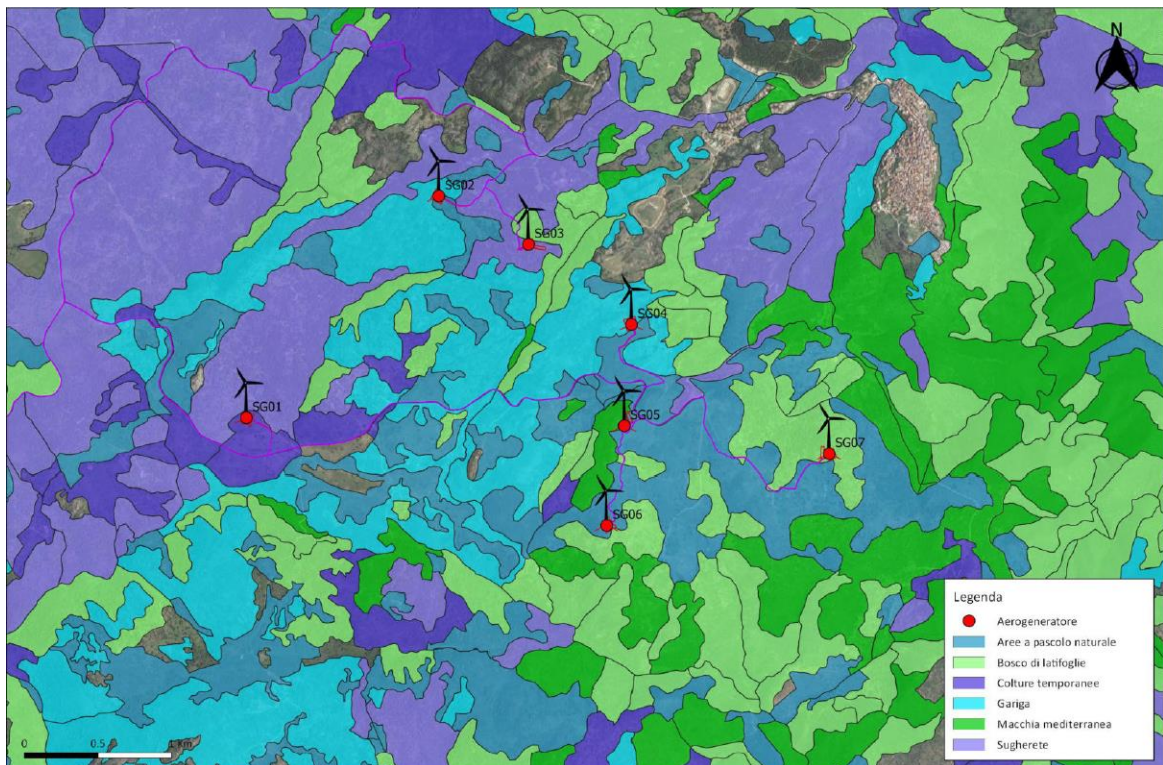 N
SG02
SG03
SG04
SG01
SG05
SG07
SG06
Legenda
Aerogeneratore
Aree a pascolo naturale
Bosco di latifoglie
Colture temporanee
Gariga
Macchia mediterranea
Sugherete
0 0.5 1 Km